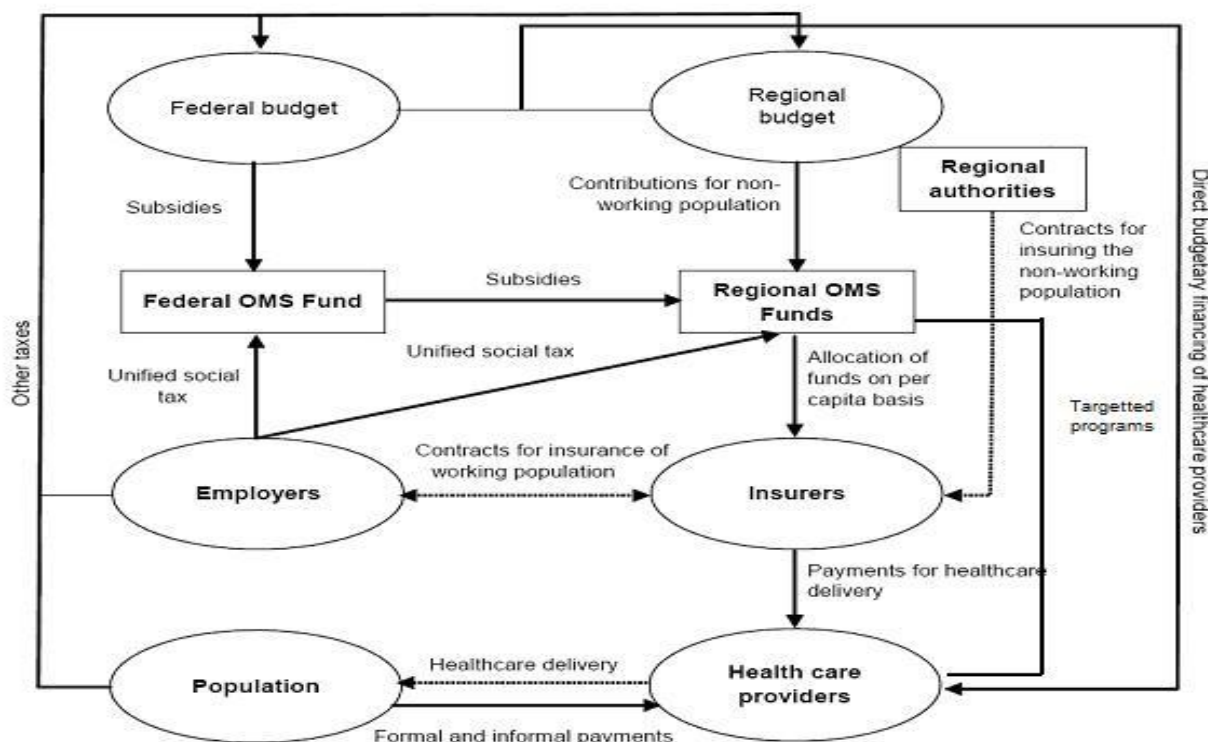 Federal budget
Regional
budget
Regional
authorities
Subsidies
Contributions for non-
working population
Contracts for
insuring the
non-working
population
Direct budgetary financing of healthcare providers
Other taxes
Federal OMS Fund
Subsidies
Regional OMS
Funds
Unified social
tax
Unified social tax
Allocation of
funds on per
capita basis
Targetted
programs
Employers
Contracts for insurance of
working population
Insurers
Payments for healthcare
delivery
Population
Healthcare delivery
Health care
providers
Formal and informal payments